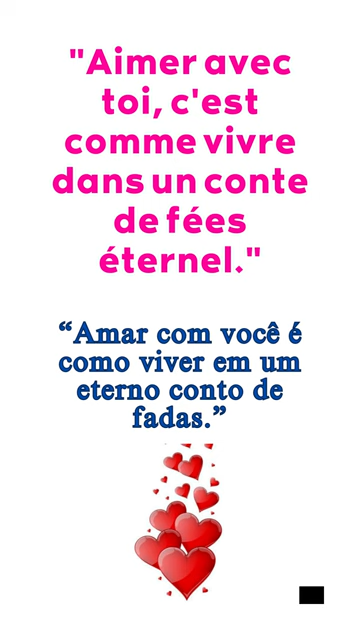 "Aimer avec
toi, c'est
comme vivre
dans un conte
de fées
éternel."
“Amar com você é
como viver em um
eterno conto de
fadas.”